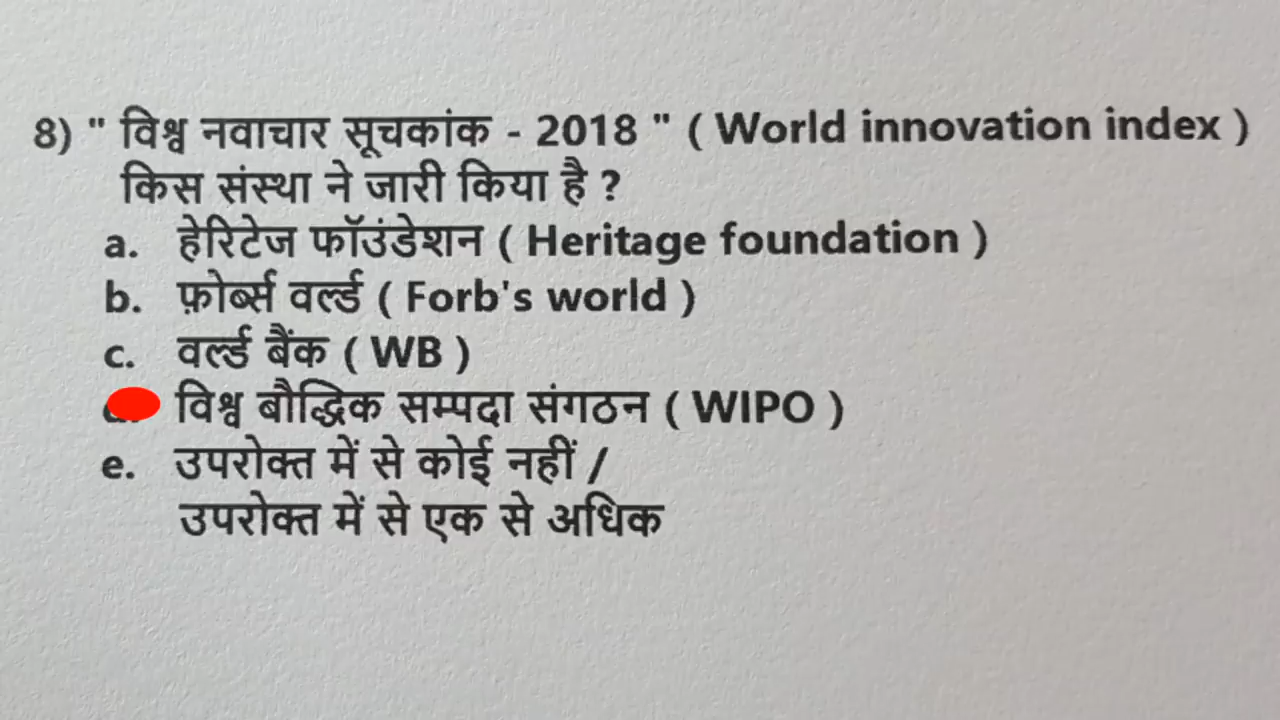 8) " विश्व नवाचार सूचकांक - 2018 " ( World innovation index )
किस संस्था ने जारी किया है ?
a. हेरिटेज फॉउंडेशन ( Heritage foundation )
b. फ़ोर्ब्स वर्ल्ड ( Forb's world )
c. वर्ल्ड बैंक ( WB )
विश्व बौद्धिक सम्पदा संगठन ( WIPO )
e. उपरोक्त में से कोई नहीं /
उपरोक्त में से एक से अधिक